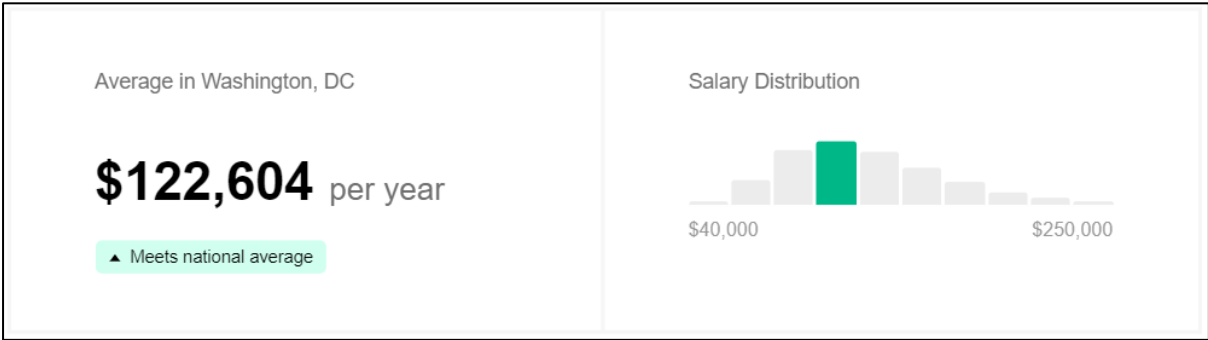 Average in Washington, DC
$122,604 per year
Meets national average
Salary Distribution
$40,000
$250,000